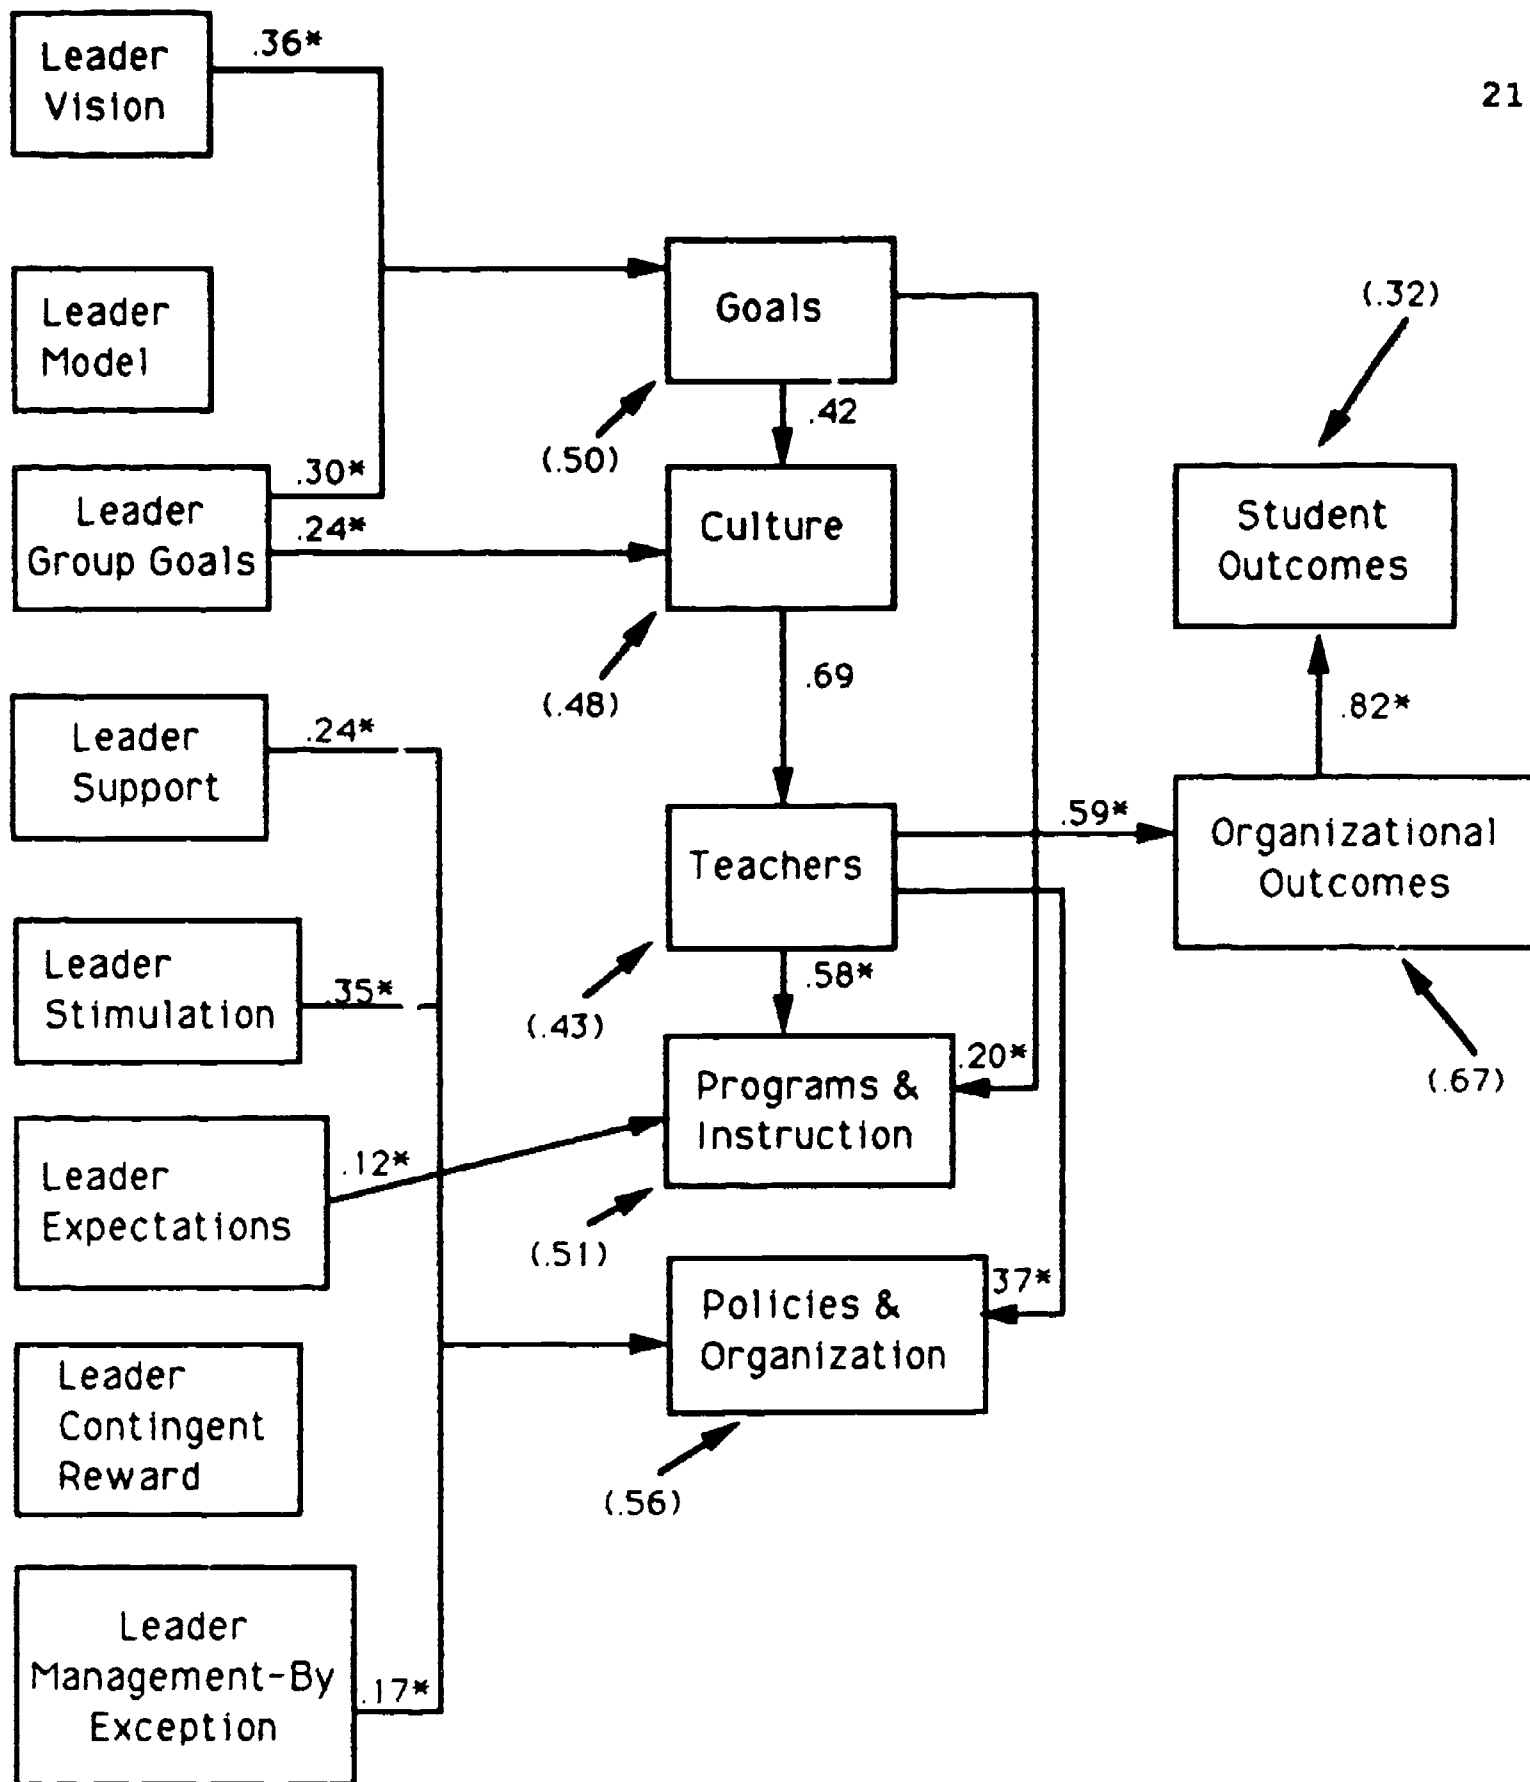 21
Leader
Vision
.36*
Leader
Model
Leader
Group Goals
.30*
.24*
Leader
Support
.24*
Leader
Stimulation
.35*
Leader
Expectations
.12*
Leader
Contingent
Reward
Leader
Management-By
Exception
.17*
Goals
(.50)
.42
Culture
(.48)
.69
Teachers
(.43)
.58*
.59*
Programs &
Instruction
.20*
(.51)
Policies &
Organization
37*
(.56)
(.32)
Student
Outcomes
.82*
Organizational
Outcomes
(.67)